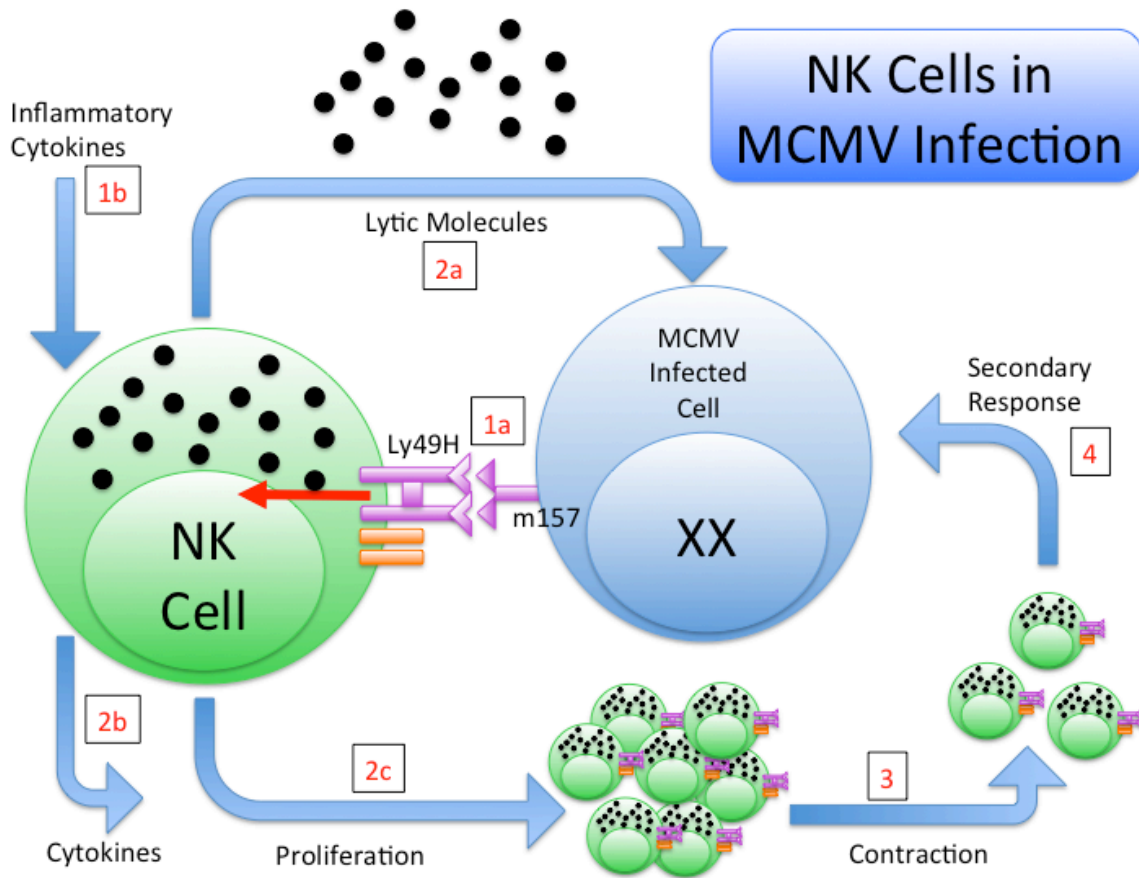 NK Cells in
MCMV Infection
Inflammatory
Cytokines
1b
Lytic Molecules
2a
MCMV
Infected
Cell
Secondary
Response
4
Ly49H
1a
m157
NK
Cell
XX
2b
2c
3
Cytokines
Proliferation
Contraction